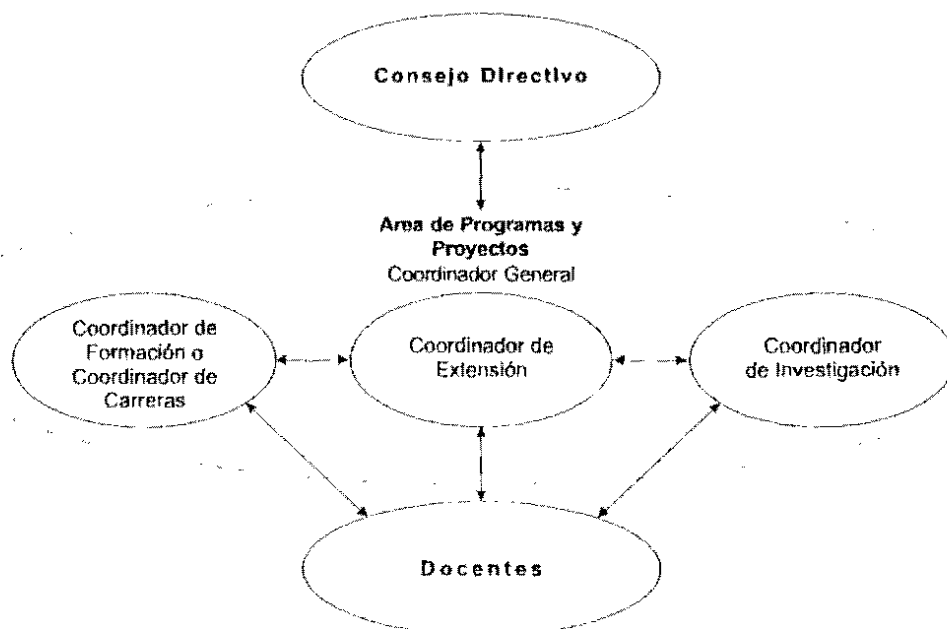 Consejo Directivo
Area de Programas y
Proyectos
Coordinador General
Coordinador de
Formación o
Coordinador de
Carreras
Coordinador de
Extensión
Coordinador
de Investigación
Docentes